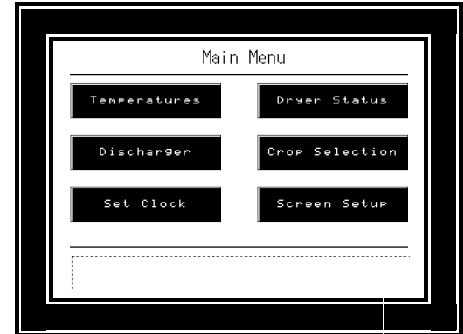 Main Menu
Temperatures
Dryer Status
Discharger
Crop Selection
Set Clock
Screen Setup